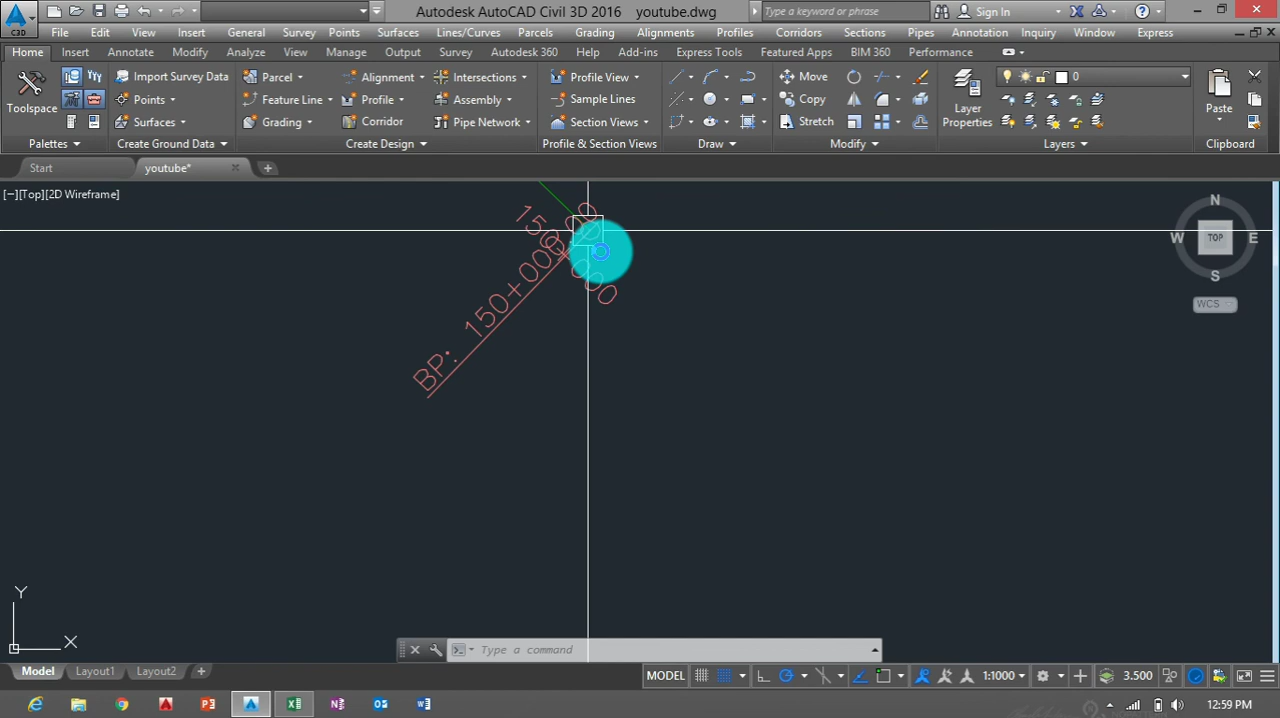 Autodesk AutoCAD Civil 3D 2016 youtube.dwg
Type a keyword or phrase
Sign In
C3D
File Edit View Insert General Survey Points Surfaces Lines/Curves Parcels Grading Alignments Profiles Corridors Sections Pipes Annotation Inquiry Window Express
Home Insert Annotate Modify Analyze View Manage Output Survey Autodesk 360 Help Add-ins Express Tools Featured Apps BIM 360 Performance
Toolspace
Import Survey Data
Points
Surfaces
Parcel
Feature Line
Grading
Alignment
Profile
Corridor
Intersections
Assembly
Pipe Network
Profile View
Sample Lines
Section Views
Move
Copy
Stretch
Layer
Properties
0
Paste
Palettes
Create Ground Data
Create Design
Profile & Section Views
Draw
Modify
Layers
Clipboard
Start
youtube*
[−][Top][2D Wireframe]
N
W TOP E
S
WCS
BP: 150+000.00
Y
X
Type a command
Model Layout1 Layout2
MODEL
1:1000
3.500
12:59 PM